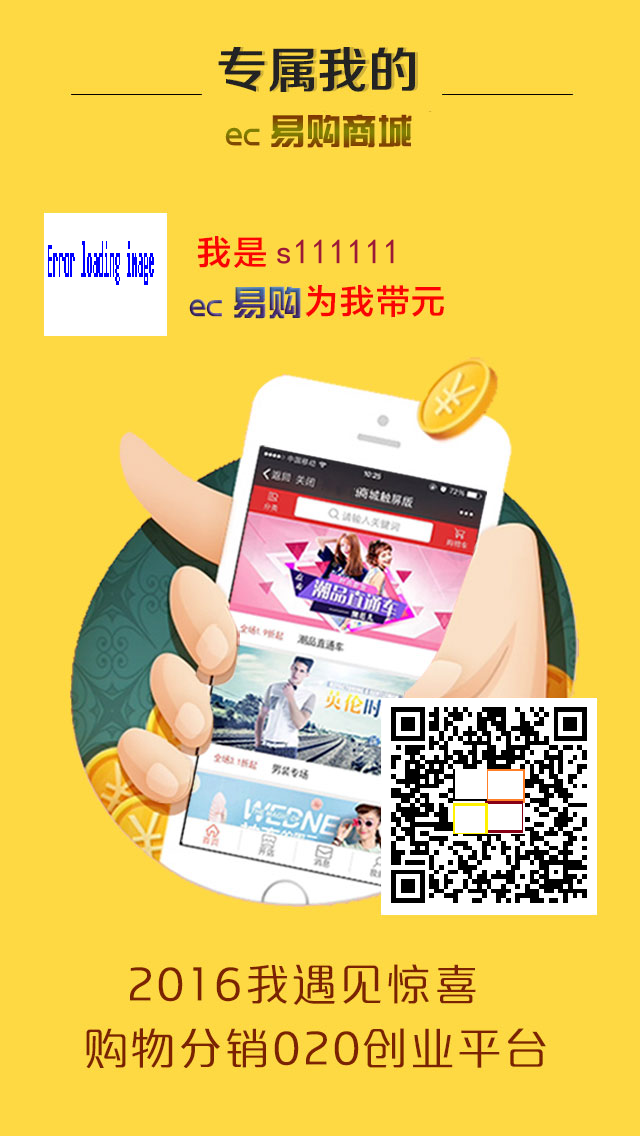 专属我的
ec 易购商城
Error loading image
我是 s111111
ec 易购为我带元
中国移动
10:25
72%
返回 关闭
商城触屏版
分类
请输入关键词
购物车
潮品直通车
全场1.9折起
潮品直通车
英伦时
全场3.1折起
男装专场
WEDNE
首页
开店
消息
2016我遇见惊喜
购物分销020创业平台